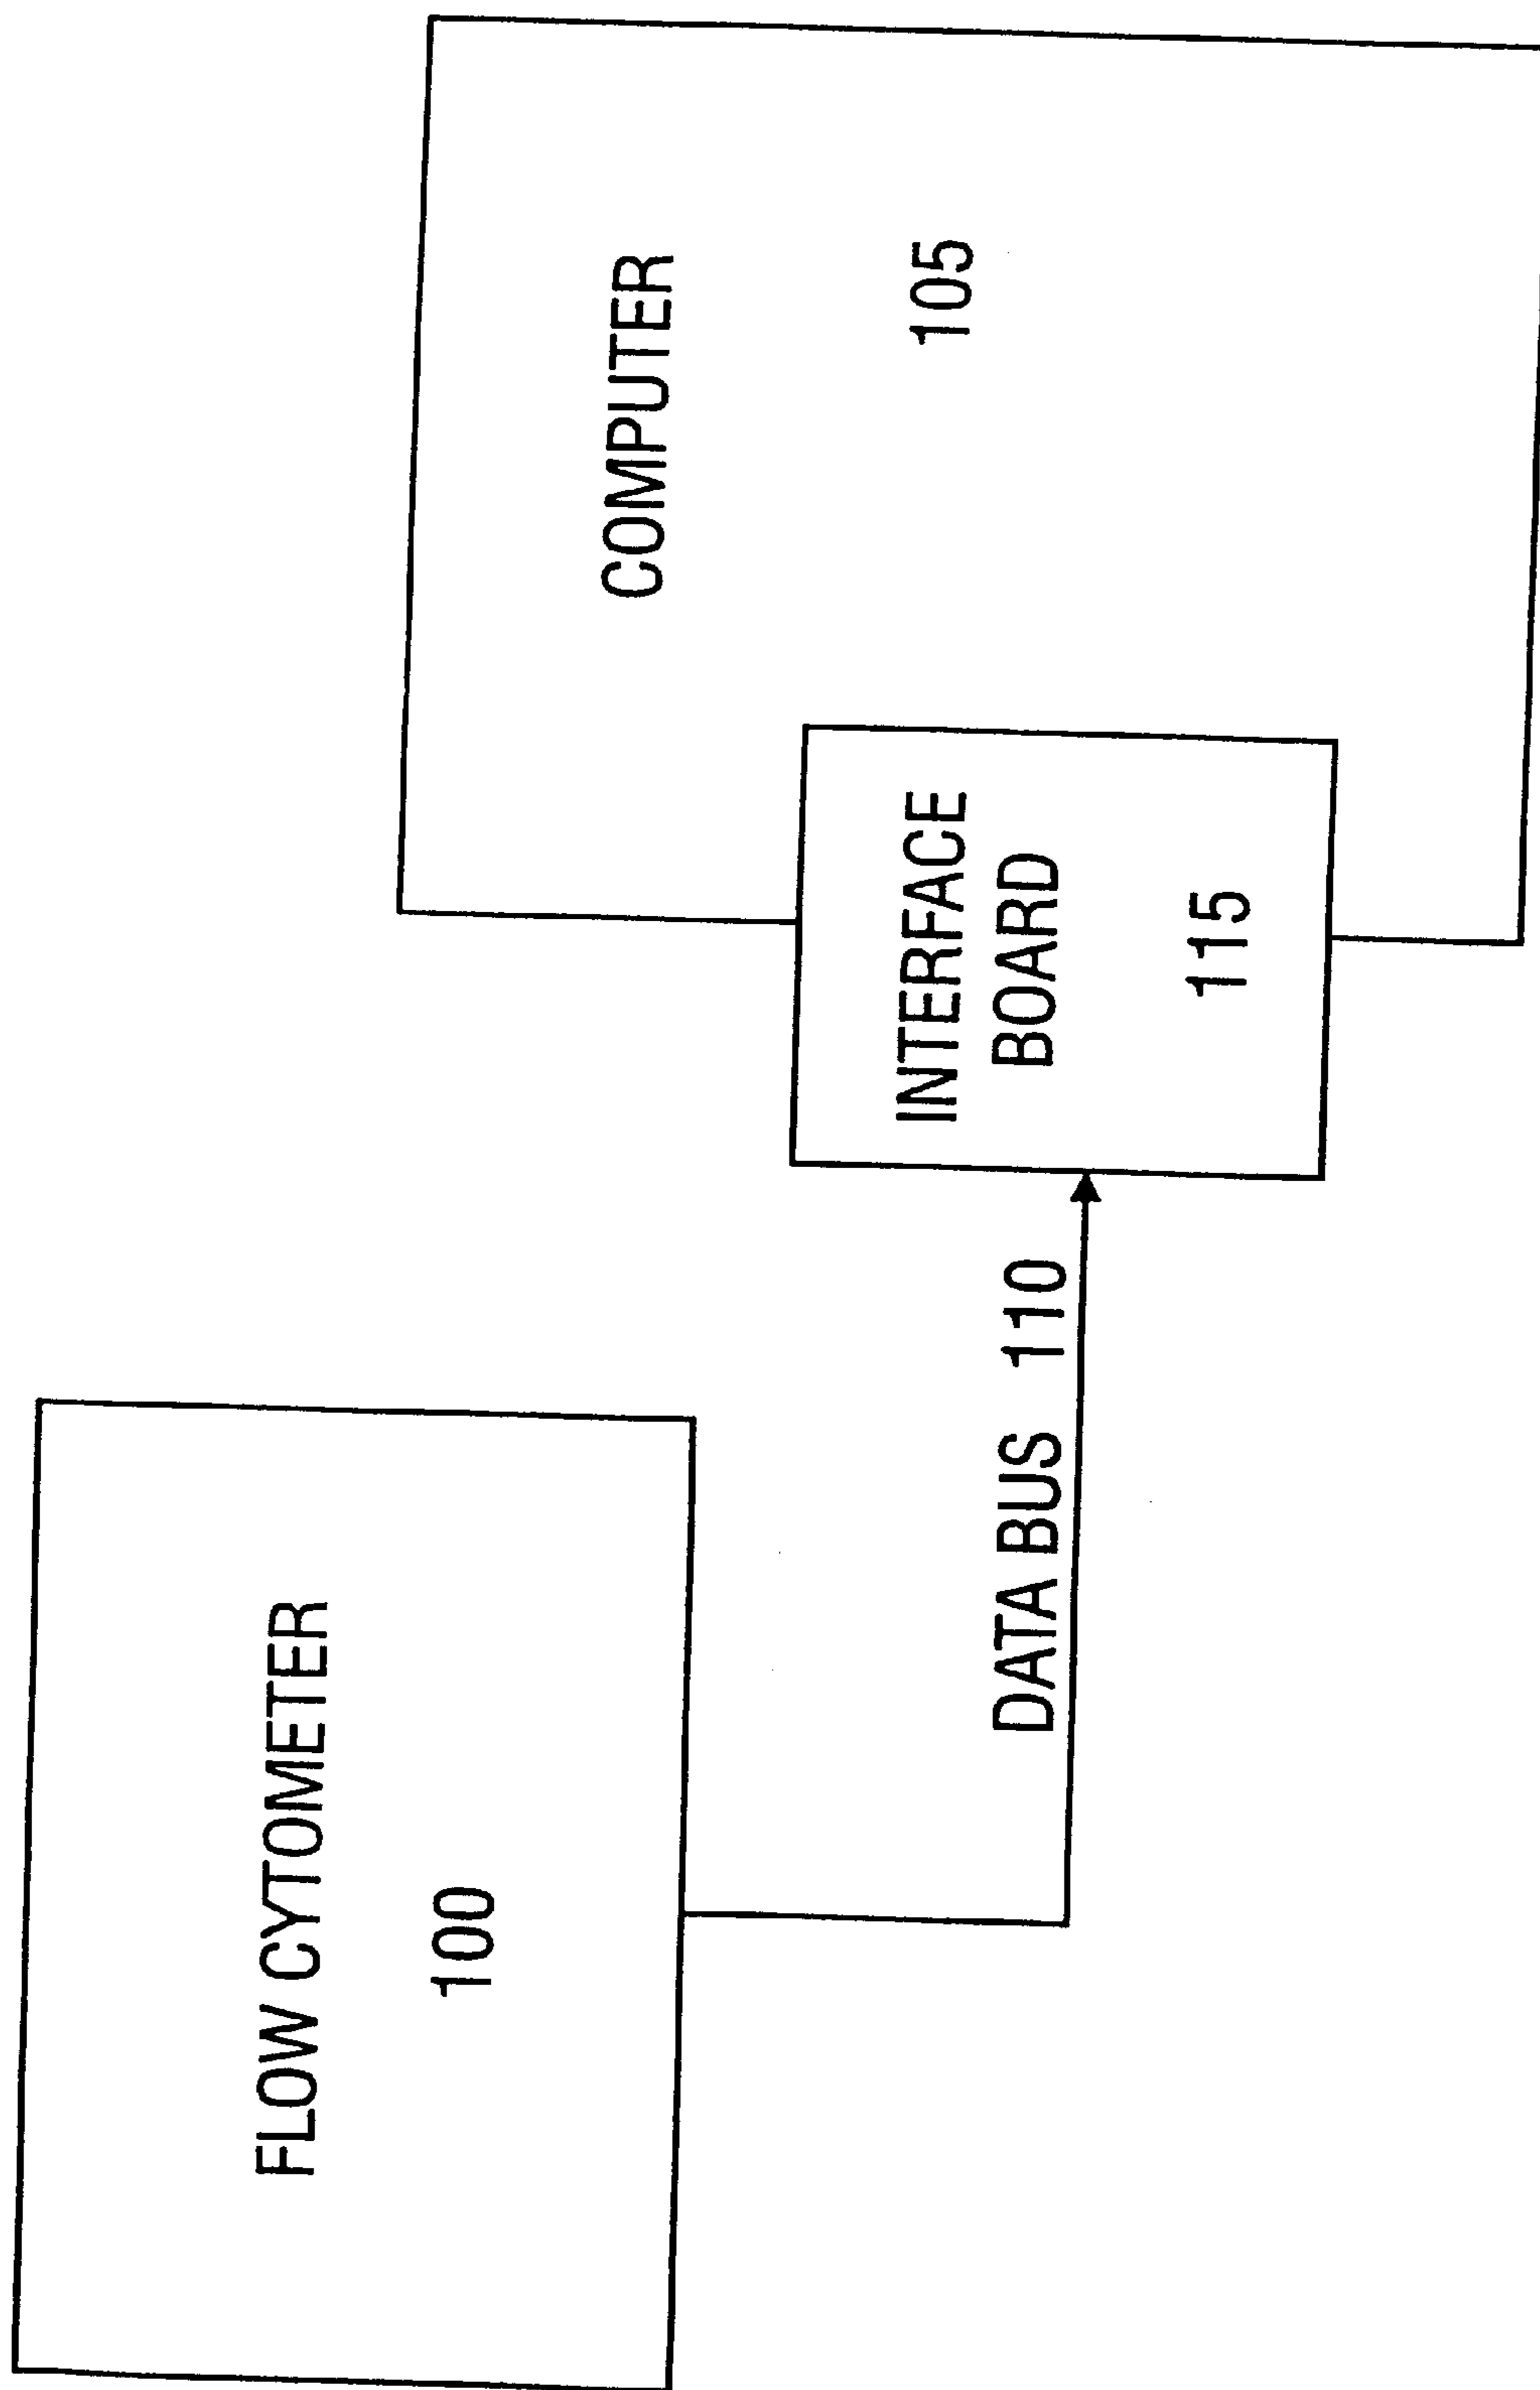 FLOW CYTOMETER
100
DATA BUS 110
INTERFACE
BOARD
115
COMPUTER
105